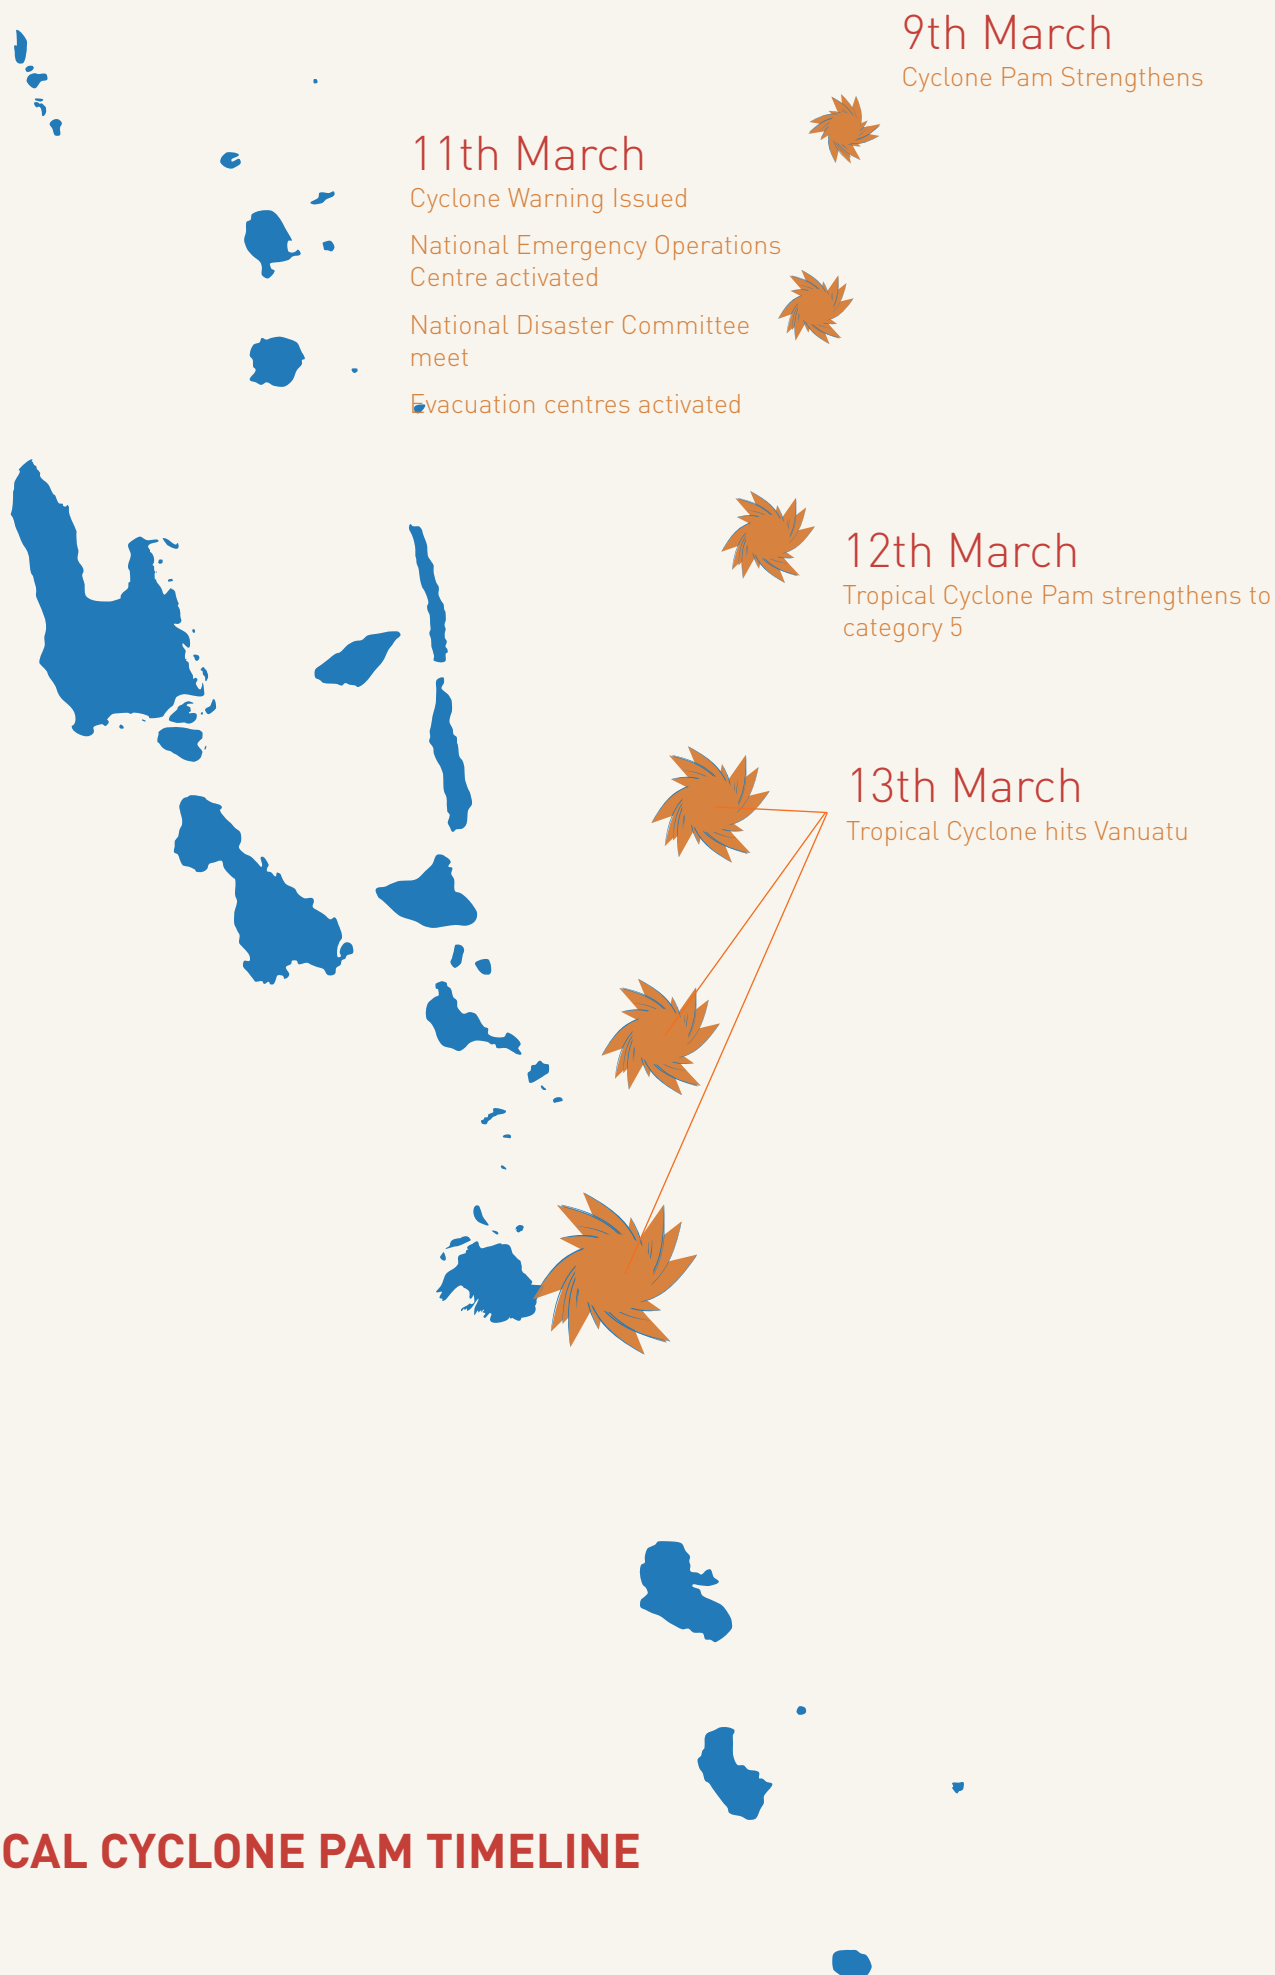 9th March
Cyclone Pam Strengthens
11th March
Cyclone Warning Issued
National Emergency Operations
Centre activated
National Disaster Committee
meet
Evacuation centres activated
12th March
Tropical Cyclone Pam strengthens to
category 5
13th March
Tropical Cyclone hits Vanuatu
CAL CYCLONE PAM TIMELINE